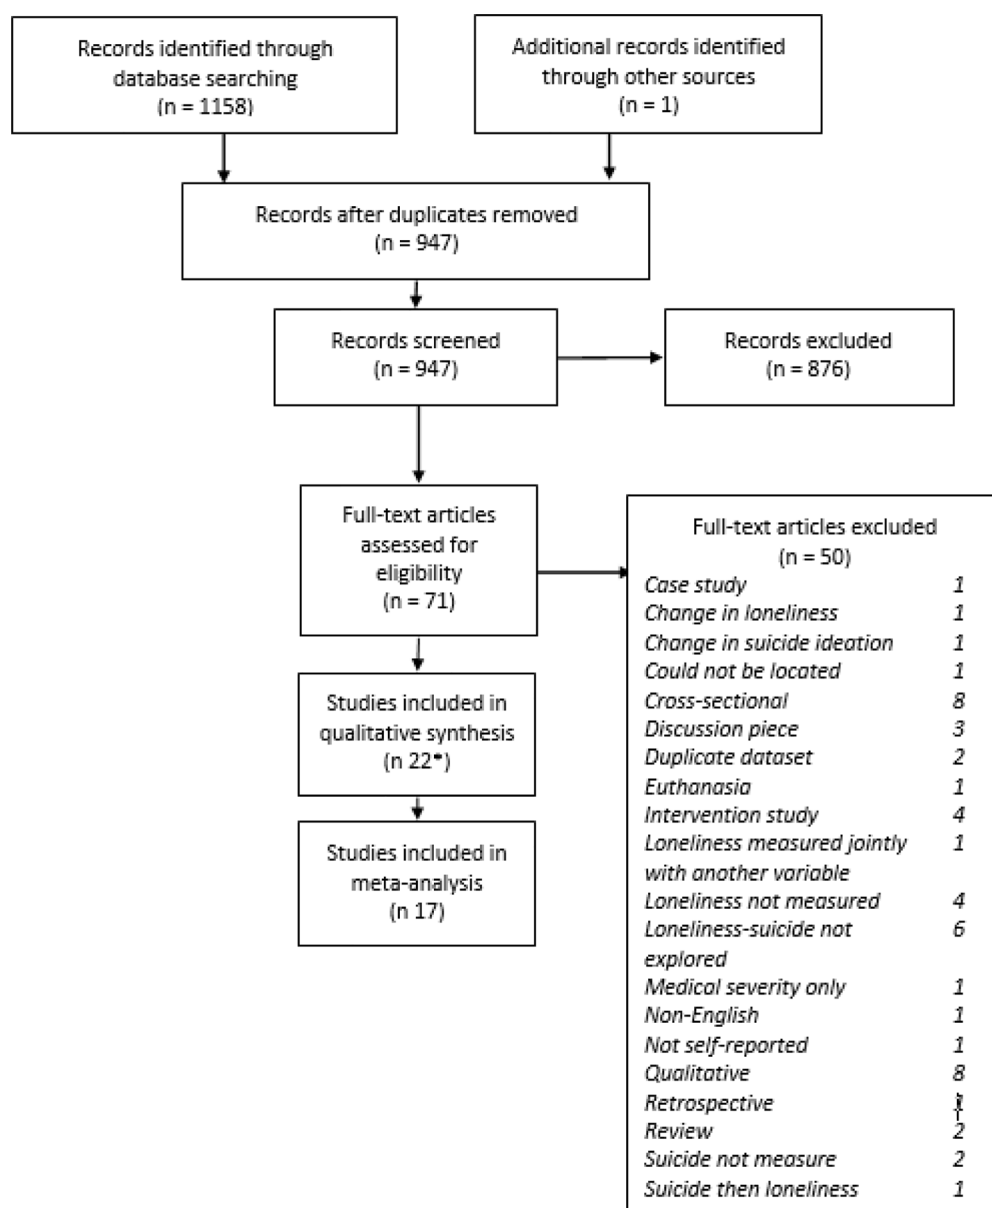 Records identified through
database searching
(n = 1158)
Additional records identified
through other sources
(n = 1)
Records after duplicates removed
(n = 947)
Records screened
(n = 947)
Records excluded
(n = 876)
Full-text articles
assessed for
eligibility
(n = 71)
Full-text articles excluded
(n = 50)
Case study 1
Change in loneliness 1
Change in suicide ideation 1
Could not be located 1
Cross-sectional 8
Discussion piece 3
Duplicate dataset 2
Euthanasia 1
Intervention study 4
Loneliness measured jointly 1
with another variable
Loneliness not measured 4
Loneliness-suicide not 6
explored
Medical severity only 1
Non-English 1
Not self-reported 1
Qualitative 8
Retrospective 1
Review 2
Suicide not measure 2
Suicide then loneliness 1
Studies included in
qualitative synthesis
(n 22*)
Studies included in
meta-analysis
(n 17)